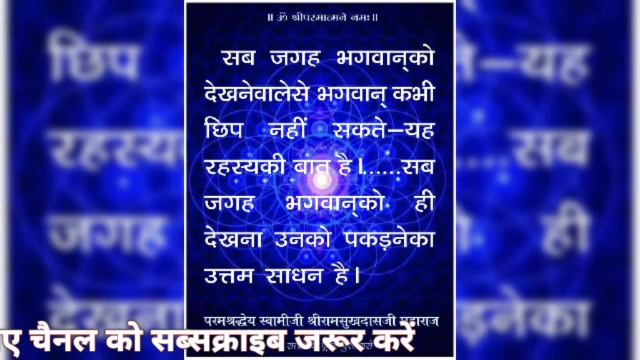 ॥ ॐ श्रीपरमात्मने नमः॥
सब जगह भगवान्‌को
देखनेवालेसे भगवान् कभी
छिप नहीं सकते—यह
रहस्यकी बात है।......सब
जगह भगवान्‌को ही
देखना उनको पकड़नेका
उत्तम साधन है।
परमश्रद्धेय स्वामीजी श्रीरामसुखदासजी महाराज
ए चैनल को सब्सक्राइब जरूर करें